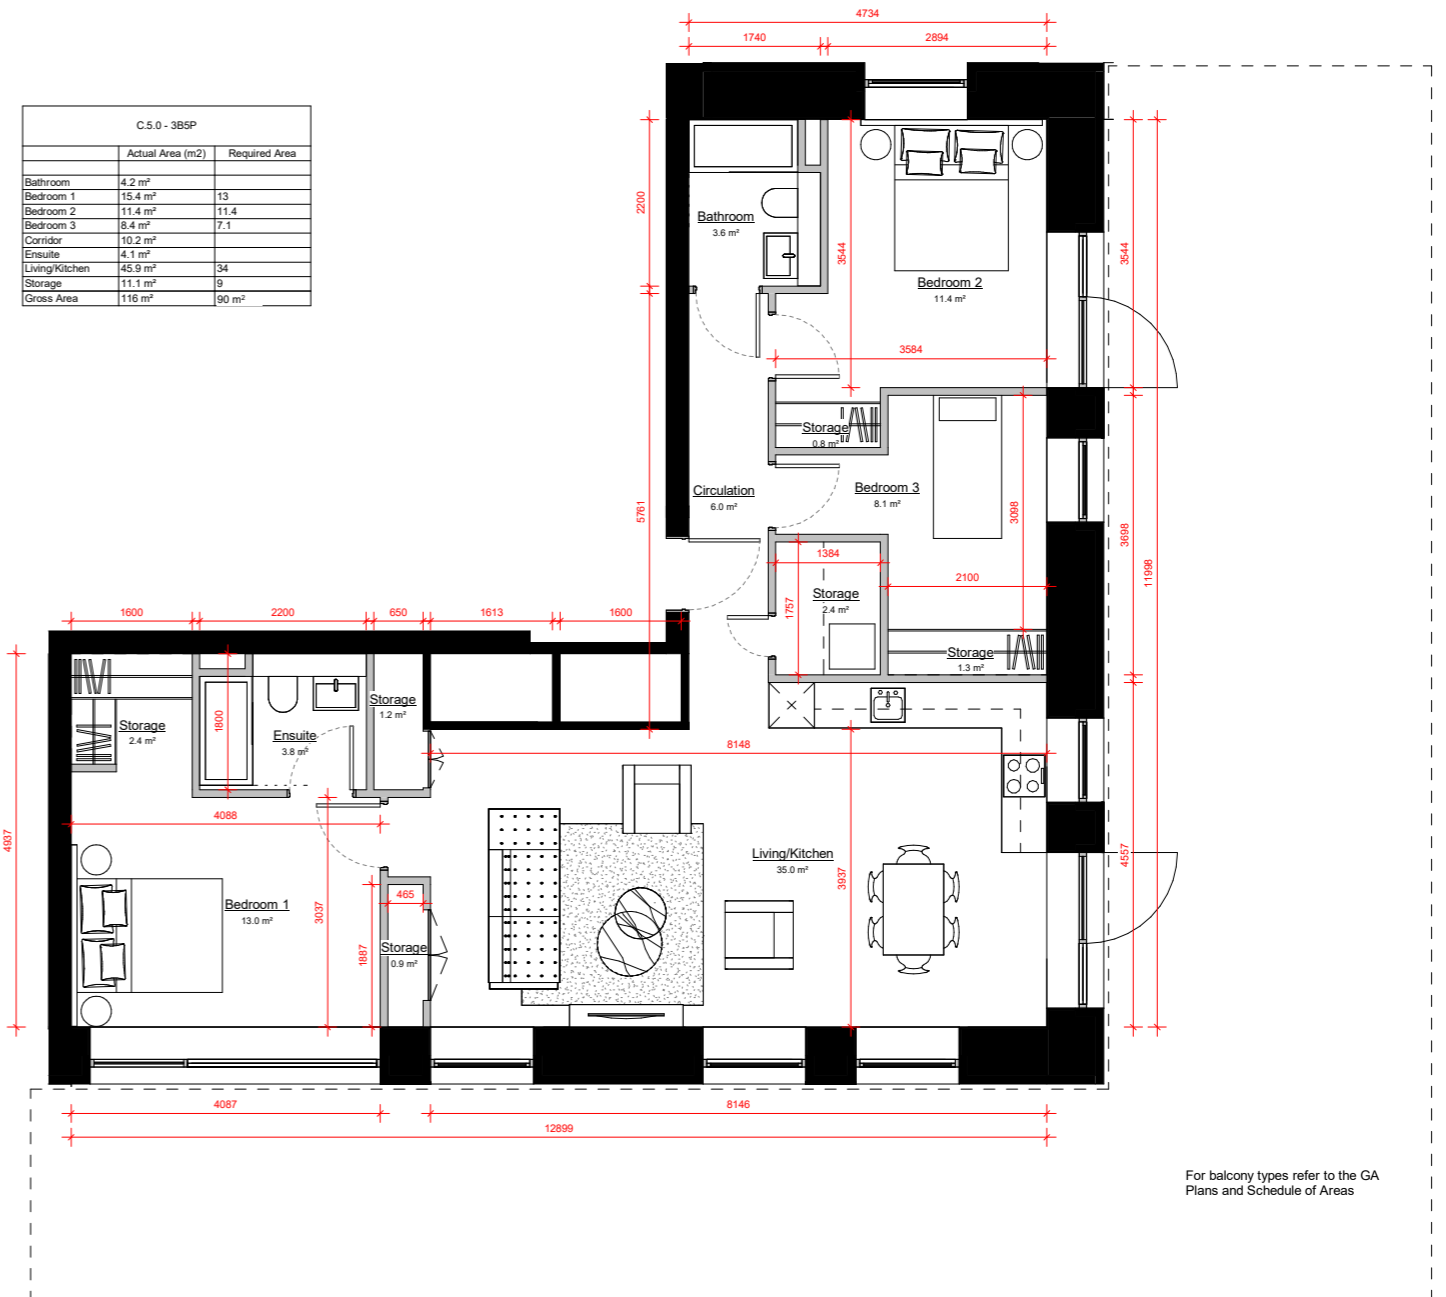 4734
1740
2894
C.5.0 - 3B5P
Actual Area (m2) Required Area
Bathroom 4.2 m²
Bedroom 1 15.4 m² 13
Bedroom 2 11.4 m² 11.4
Bedroom 3 8.4 m² 7.1
Corridor 10.2 m²
Ensuite 4.1 m²
Living/Kitchen 45.9 m² 34
Storage 11.1 m² 9
Gross Area 116 m² 90 m²
2200
Bathroom
3.6 m²
3544
3544
Bedroom 2
11.4 m²
3584
Storage
0.8 m²
Circulation
6.0 m²
Bedroom 3
8.1 m²
5761
3098
3698
11998
1384
2100
1757
Storage
2.4 m²
Storage
1.3 m²
1600
2200
650
1613
1600
Storage
2.4 m²
1800
Ensuite
3.8 m²
Storage
1.2 m²
8148
4937
4088
3037
Bedroom 1
13.0 m²
465
1887
Storage
0.9 m²
Living/Kitchen
35.0 m²
3937
4557
4087
8146
12899
For balcony types refer to the GA
Plans and Schedule of Areas